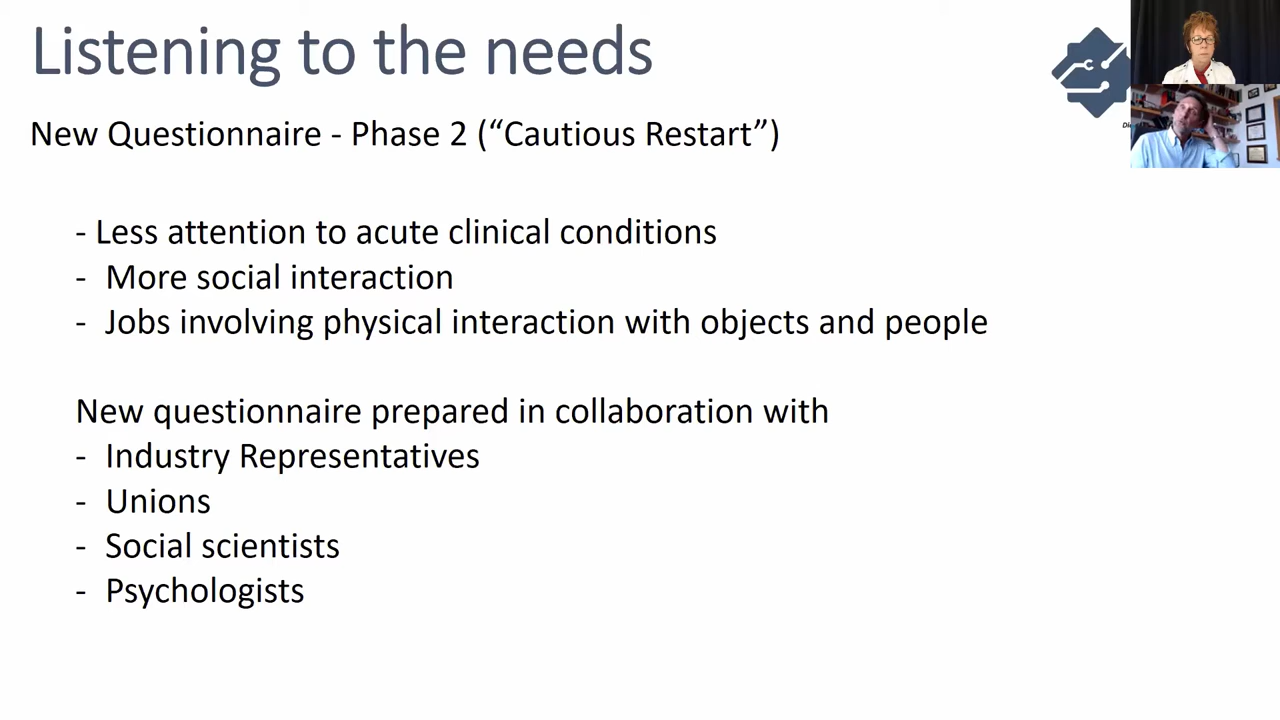 Listening to the needs
New Questionnaire - Phase 2 (“Cautious Restart”)
- Less attention to acute clinical conditions
- More social interaction
- Jobs involving physical interaction with objects and people
New questionnaire prepared in collaboration with
- Industry Representatives
- Unions
- Social scientists
- Psychologists